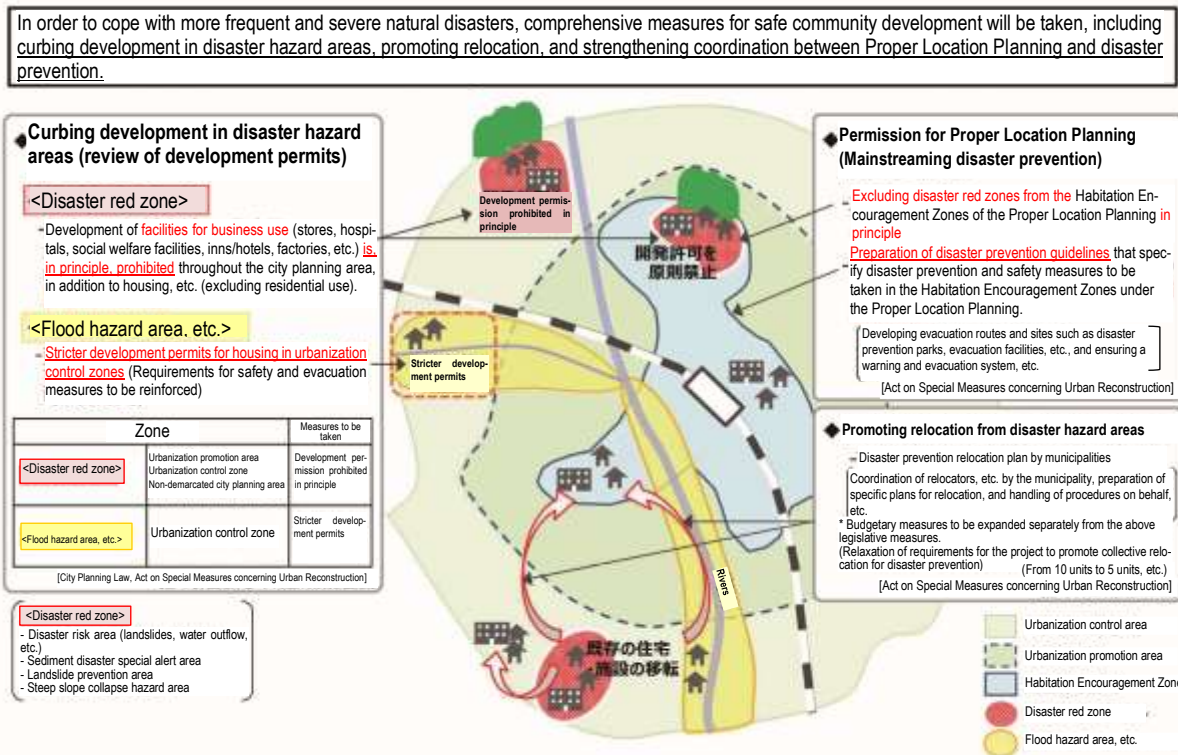 In order to cope with more frequent and severe natural disasters, comprehensive measures for safe community development will be taken, including
curbing development in disaster hazard areas, promoting relocation, and strengthening coordination between Proper Location Planning and disaster
prevention.
◆Curbing development in disaster hazard
areas (review of development permits)
<Disaster red zone>
-Development of facilities for business use (stores, hospi-
tals, social welfare facilities, inns/hotels, factories, etc.) is,
in principle, prohibited throughout the city planning area,
in addition to housing, etc. (excluding residential use).
<Flood hazard area, etc.>
- Stricter development permits for housing in urbanization
control zones (Requirements for safety and evacuation
measures to be reinforced)
Zone
Measures to be
taken
<Disaster red zone>
Urbanization promotion area
Urbanization control zone
Non-demarcated city planning area
Development per-
mission prohibited
in principle
<Flood hazard area, etc.>
Urbanization control zone
Stricter develop-
ment permits
[City Planning Law, Act on Special Measures concerning Urban Reconstruction]
<Disaster red zone>
- Disaster risk area (landslides, water outflow,
etc.)
- Sediment disaster special alert area
- Landslide prevention area
- Steep slope collapse hazard area
Development permis-
sion prohibited in
principle
開発許可を
原則禁止
Stricter develop-
ment permits
Rivers
既存の住宅
・施設の移転
◆Permission for Proper Location Planning
(Mainstreaming disaster prevention)
- Excluding disaster red zones from the Habitation En-
couragement Zones of the Proper Location Planning in
principle
- Preparation of disaster prevention guidelines that spec-
ify disaster prevention and safety measures to be
taken in the Habitation Encouragement Zones under
the Proper Location Planning.
Developing evacuation routes and sites such as disaster
prevention parks, evacuation facilities, etc., and ensuring a
warning and evacuation system, etc.
[Act on Special Measures concerning Urban Reconstruction]
◆Promoting relocation from disaster hazard areas
- Disaster prevention relocation plan by municipalities
Coordination of relocators, etc. by the municipality, preparation of
specific plans for relocation, and handling of procedures on behalf,
etc.
* Budgetary measures to be expanded separately from the above
legislative measures.
(Relaxation of requirements for the project to promote collective relo-
cation for disaster prevention) (From 10 units to 5 units, etc.)
[Act on Special Measures concerning Urban Reconstruction]
Urbanization control area
Urbanization promotion area
Habitation Encouragement Zone
Disaster red zone
Flood hazard area, etc.